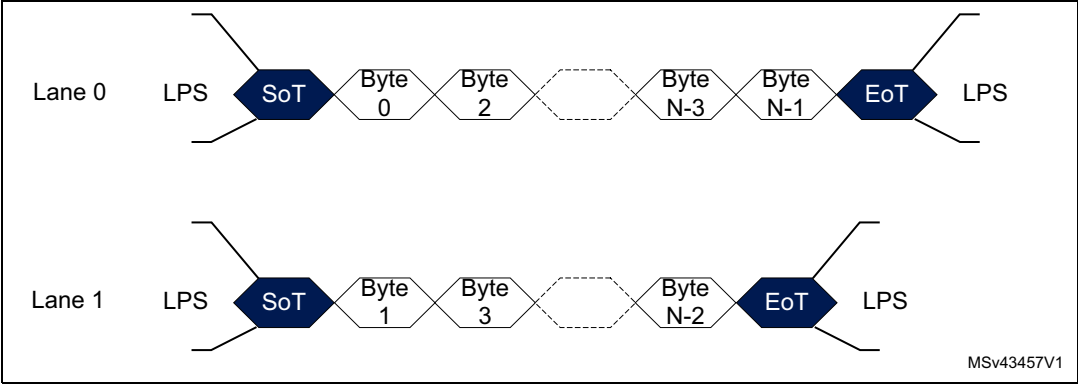 Lane 0 LPS SoT Byte 0 Byte 2 Byte N-3 Byte N-1 EoT LPS
Lane 1 LPS SoT Byte 1 Byte 3 Byte N-2 EoT LPS
MSv43457V1